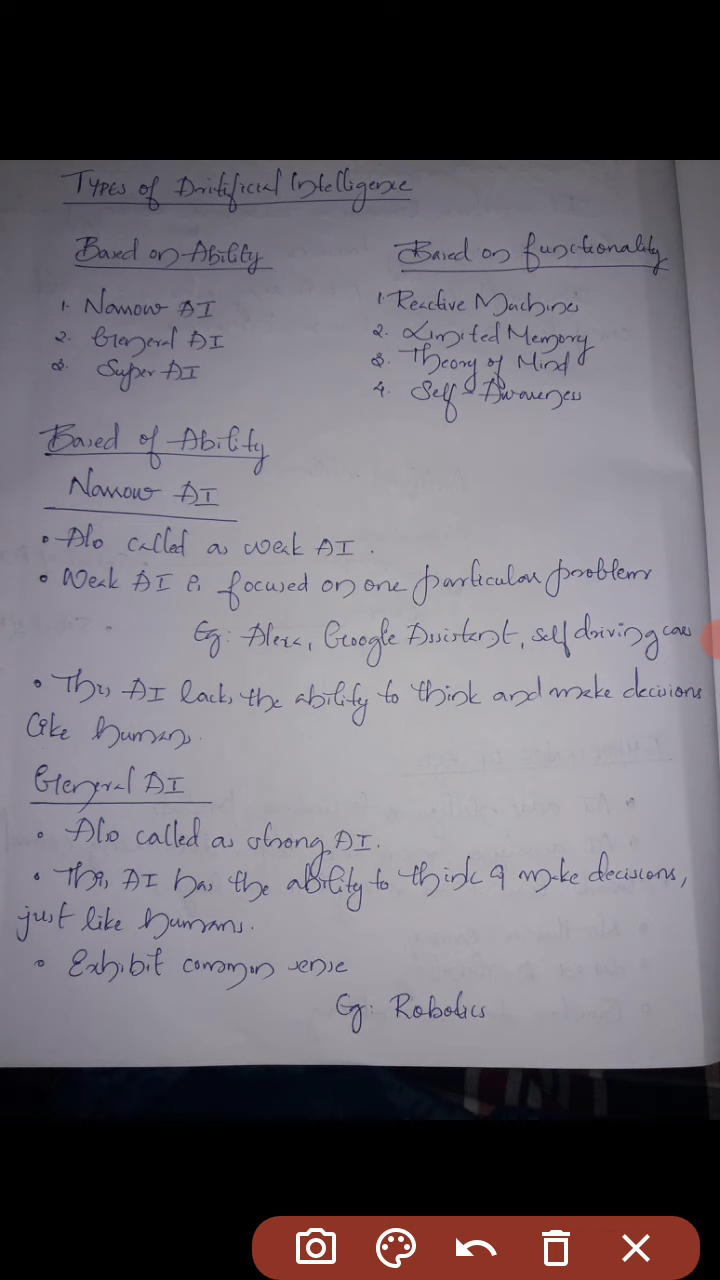 Types of Artificial Intelligence
Based on Ability
1. Narrow AI
2. General AI
3. Super AI
Based on functionality
1. Reactive Machines
2. Limited Memory
3. Theory of Mind
4. Self-Awareness
Based of Ability
Narrow AI
• Also called as weak AI.
• Weak AI is focused on one particular problem
Eg: Alexa, Google Assistant, self driving cars
• This AI lacks the ability to think and make decisions
like humans.
General AI
• Also called as strong AI.
• This AI has the ability to think & make decisions,
just like humans.
• Exhibit common sense
Eg: Robotics